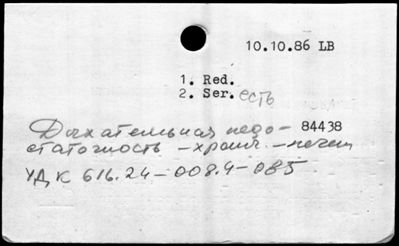 10.10.86 LB
1. Red.
2. Ser. есть
Дыхательная недо- 84438
статочность - хронич. - лечен
УДК 616.24-008.4-085